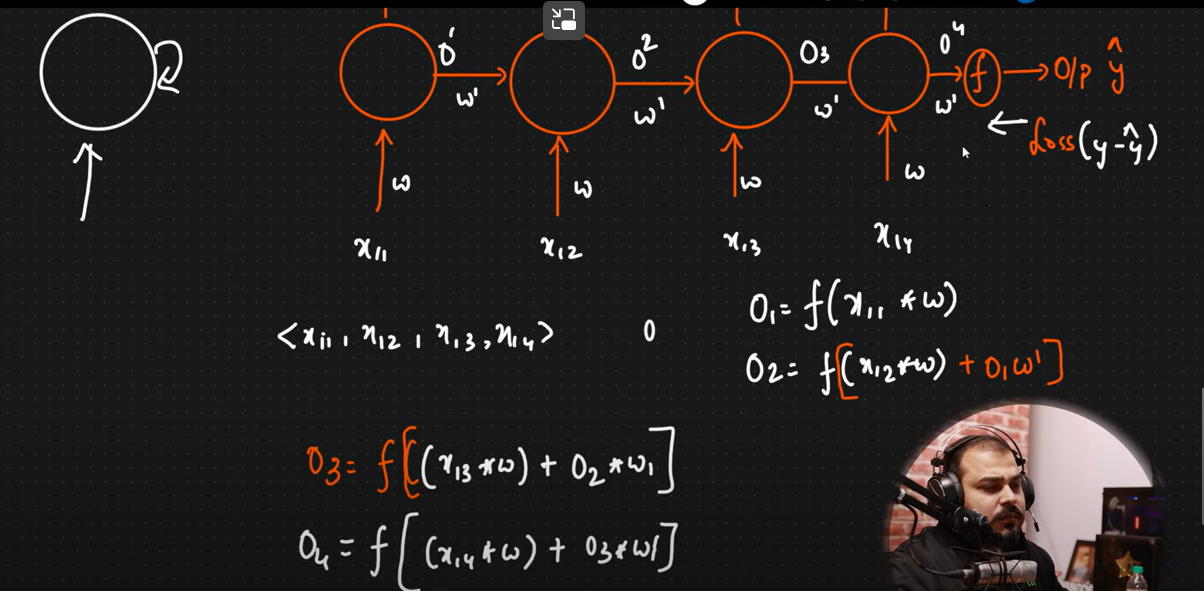 O¹ O² O3 O⁴ f → O/p ŷ
w¹ w¹ w¹ w¹
← Loss(y-ŷ)
w w w w
x11 x12 x13 x14
<x11, x12, x13, x14> O
O1 = f(x11 * w)
O2 = f[(x12*w) + O1w¹]
O3 = f[(x13*w) + O2*w1]
O4 = f[(x14*w) + O3*w1]